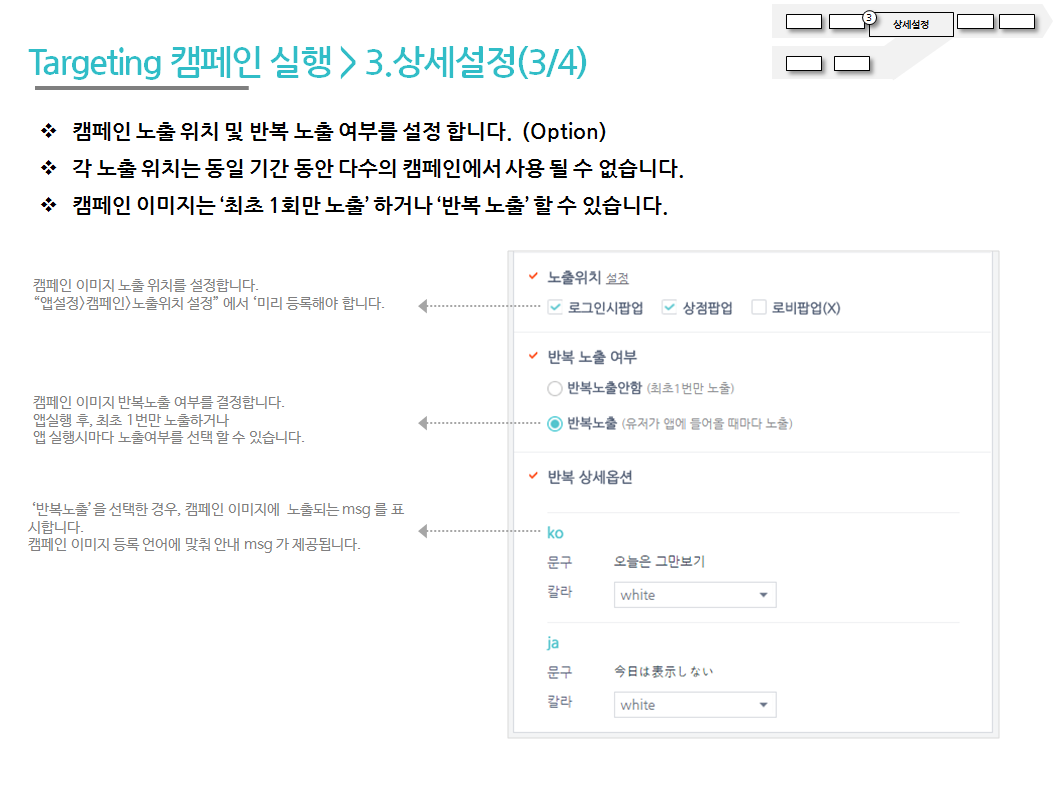 3
상세설정
Targeting 캠페인 실행 > 3.상세설정(3/4)
❖ 캠페인 노출 위치 및 반복 노출 여부를 설정 합니다. (Option)
❖ 각 노출 위치는 동일 기간 동안 다수의 캠페인에서 사용 될 수 없습니다.
❖ 캠페인 이미지는 ‘최초 1회만 노출’ 하거나 ‘반복 노출’ 할 수 있습니다.
캠페인 이미지 노출 위치를 설정합니다.
“앱설정>캠페인>노출위치 설정” 에서 ‘미리 등록해야 합니다.
노출위치 설정
로그인시팝업 상점팝업 로비팝업(X)
캠페인 이미지 반복노출 여부를 결정합니다.
앱실행 후, 최초 1번만 노출하거나
앱 실행시마다 노출여부를 선택 할 수 있습니다.
반복 노출 여부
반복노출안함 (최초1번만 노출)
반복노출 (유저가 앱에 들어올 때마다 노출)
‘반복노출’ 을 선택한 경우, 캠페인 이미지에 노출되는 msg 를 표
시합니다.
캠페인 이미지 등록 언어에 맞춰 안내 msg 가 제공됩니다.
반복 상세옵션
ko
문구 오늘은 그만보기
칼라 white
ja
문구 今日は表示しない
칼라 white